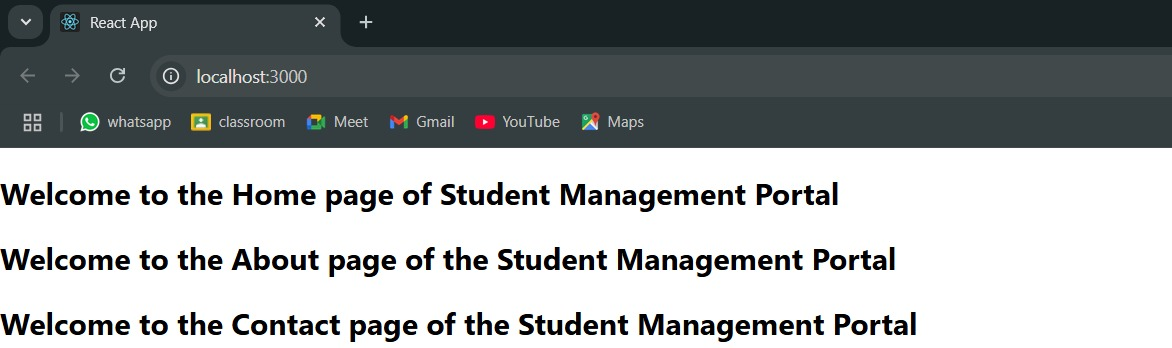 React App
localhost:3000
whatsapp classroom Meet Gmail YouTube Maps
Welcome to the Home page of Student Management Portal
Welcome to the About page of the Student Management Portal
Welcome to the Contact page of the Student Management Portal